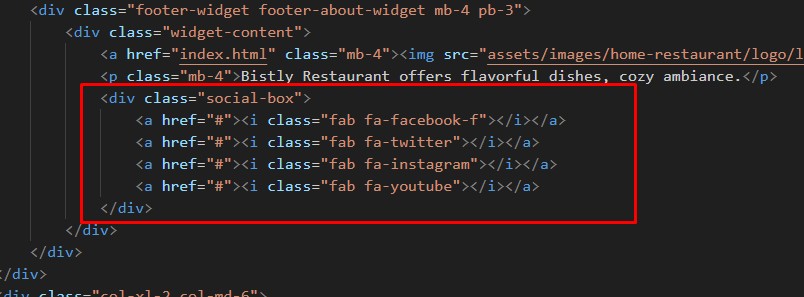 <div class="footer-widget footer-about-widget mb-4 pb-3">
<div class="widget-content">
<a href="index.html" class="mb-4"><img src="assets/images/home-restaurant/logo/l
<p class="mb-4">Bistly Restaurant offers flavorful dishes, cozy ambiance.</p>
<div class="social-box">
<a href="#"><i class="fab fa-facebook-f"></i></a>
<a href="#"><i class="fab fa-twitter"></i></a>
<a href="#"><i class="fab fa-instagram"></i></a>
<a href="#"><i class="fab fa-youtube"></i></a>
</div>
</div>
</div>
</div>
<div class="col-xl-2 col-md-6">